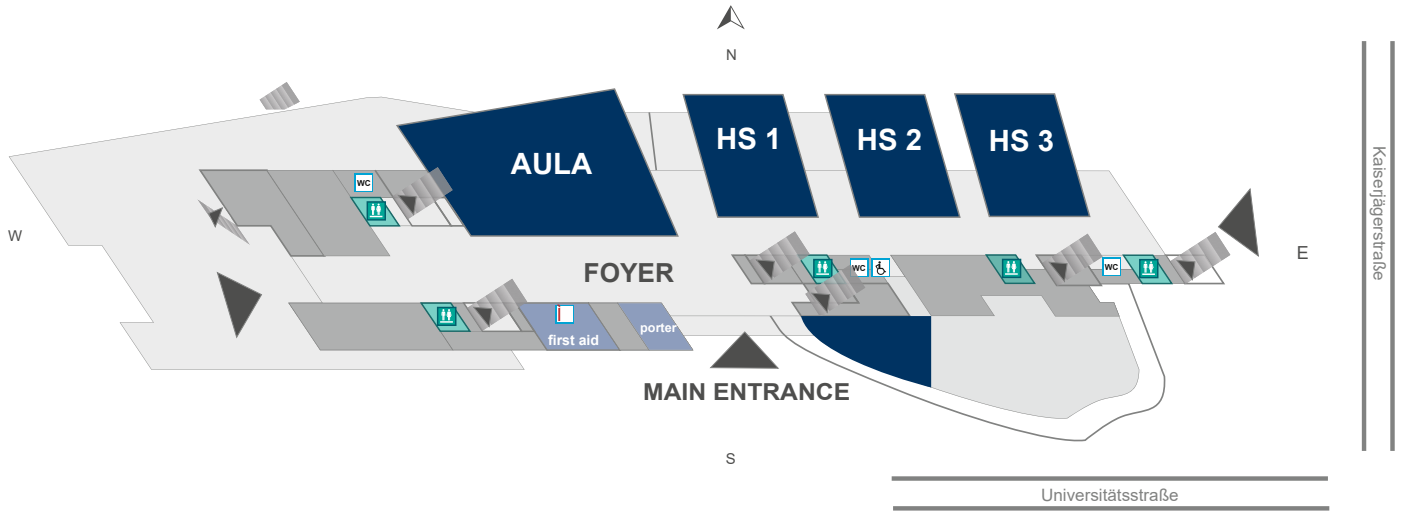 N
AULA
HS 1
HS 2
HS 3
Kaiserjägerstraße
WC
W
E
FOYER
WC
WC
first aid
porter
MAIN ENTRANCE
S
Universitätsstraße